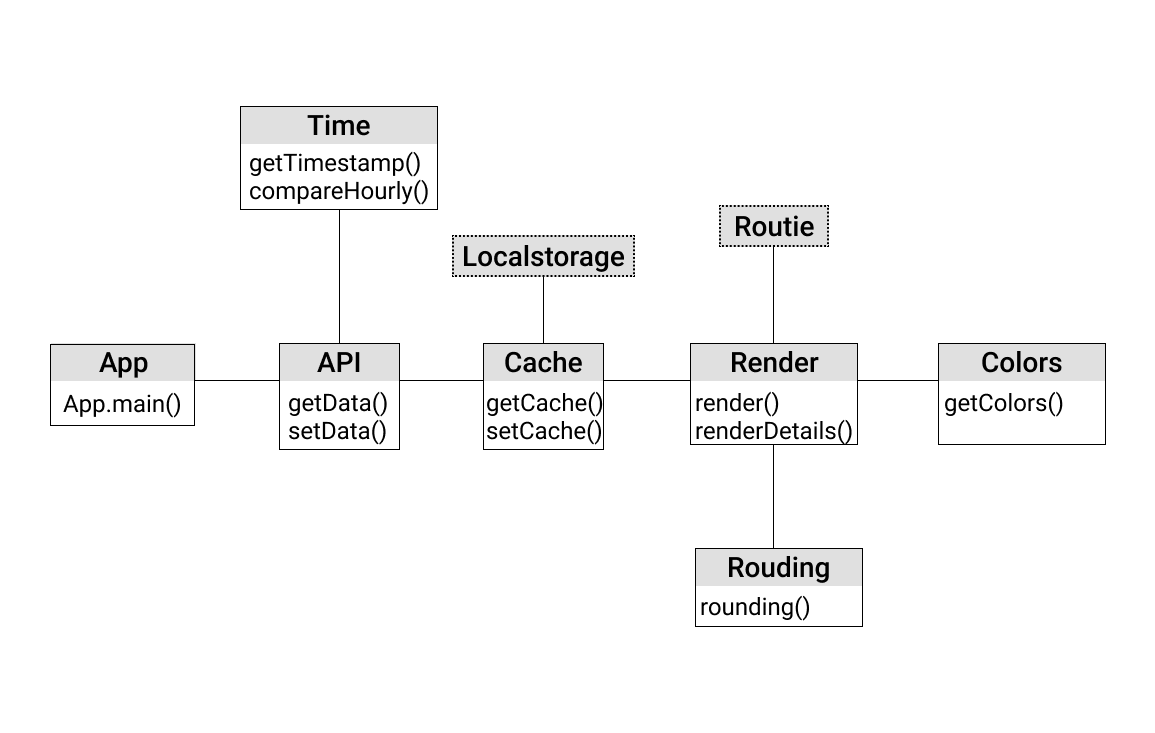 Time
getTimestamp()
compareHourly()
Routie
Localstorage
App
App.main()
API
getData()
setData()
Cache
getCache()
setCache()
Render
render()
renderDetails()
Colors
getColors()
Rouding
rounding()